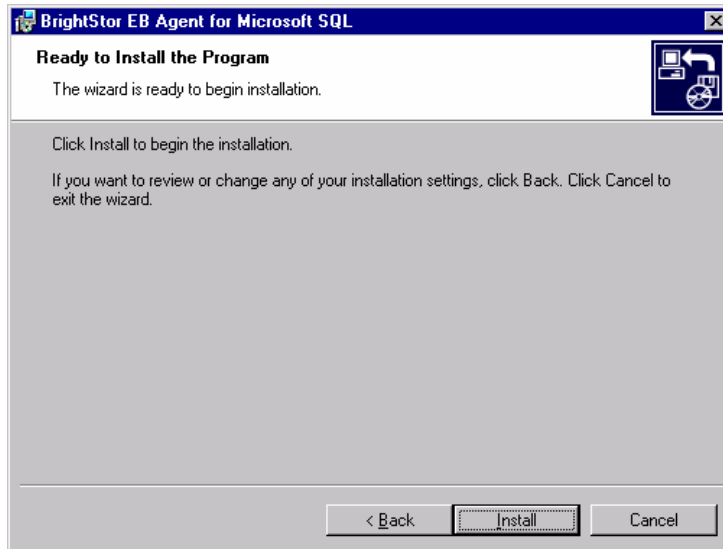 BrightStor EB Agent for Microsoft SQL
Ready to Install the Program
The wizard is ready to begin installation.
Click Install to begin the installation.
If you want to review or change any of your installation settings, click Back. Click Cancel to
exit the wizard.
< Back Install Cancel